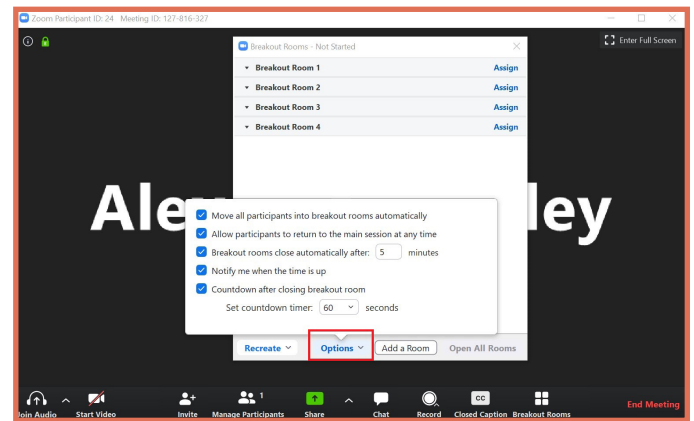 Zoom Participant ID: 24 Meeting ID: 127-816-327
Enter Full Screen
Breakout Rooms - Not Started
Breakout Room 1 Assign
Breakout Room 2 Assign
Breakout Room 3 Assign
Breakout Room 4 Assign
Move all participants into breakout rooms automatically
Allow participants to return to the main session at any time
Breakout rooms close automatically after: 5 minutes
Notify me when the time is up
Countdown after closing breakout room
Set countdown timer: 60 seconds
Recreate Options Add a Room Open All Rooms
Join Audio Start Video Invite Manage Participants 1 Share Chat Record CC Closed Caption Breakout Rooms End Meeting